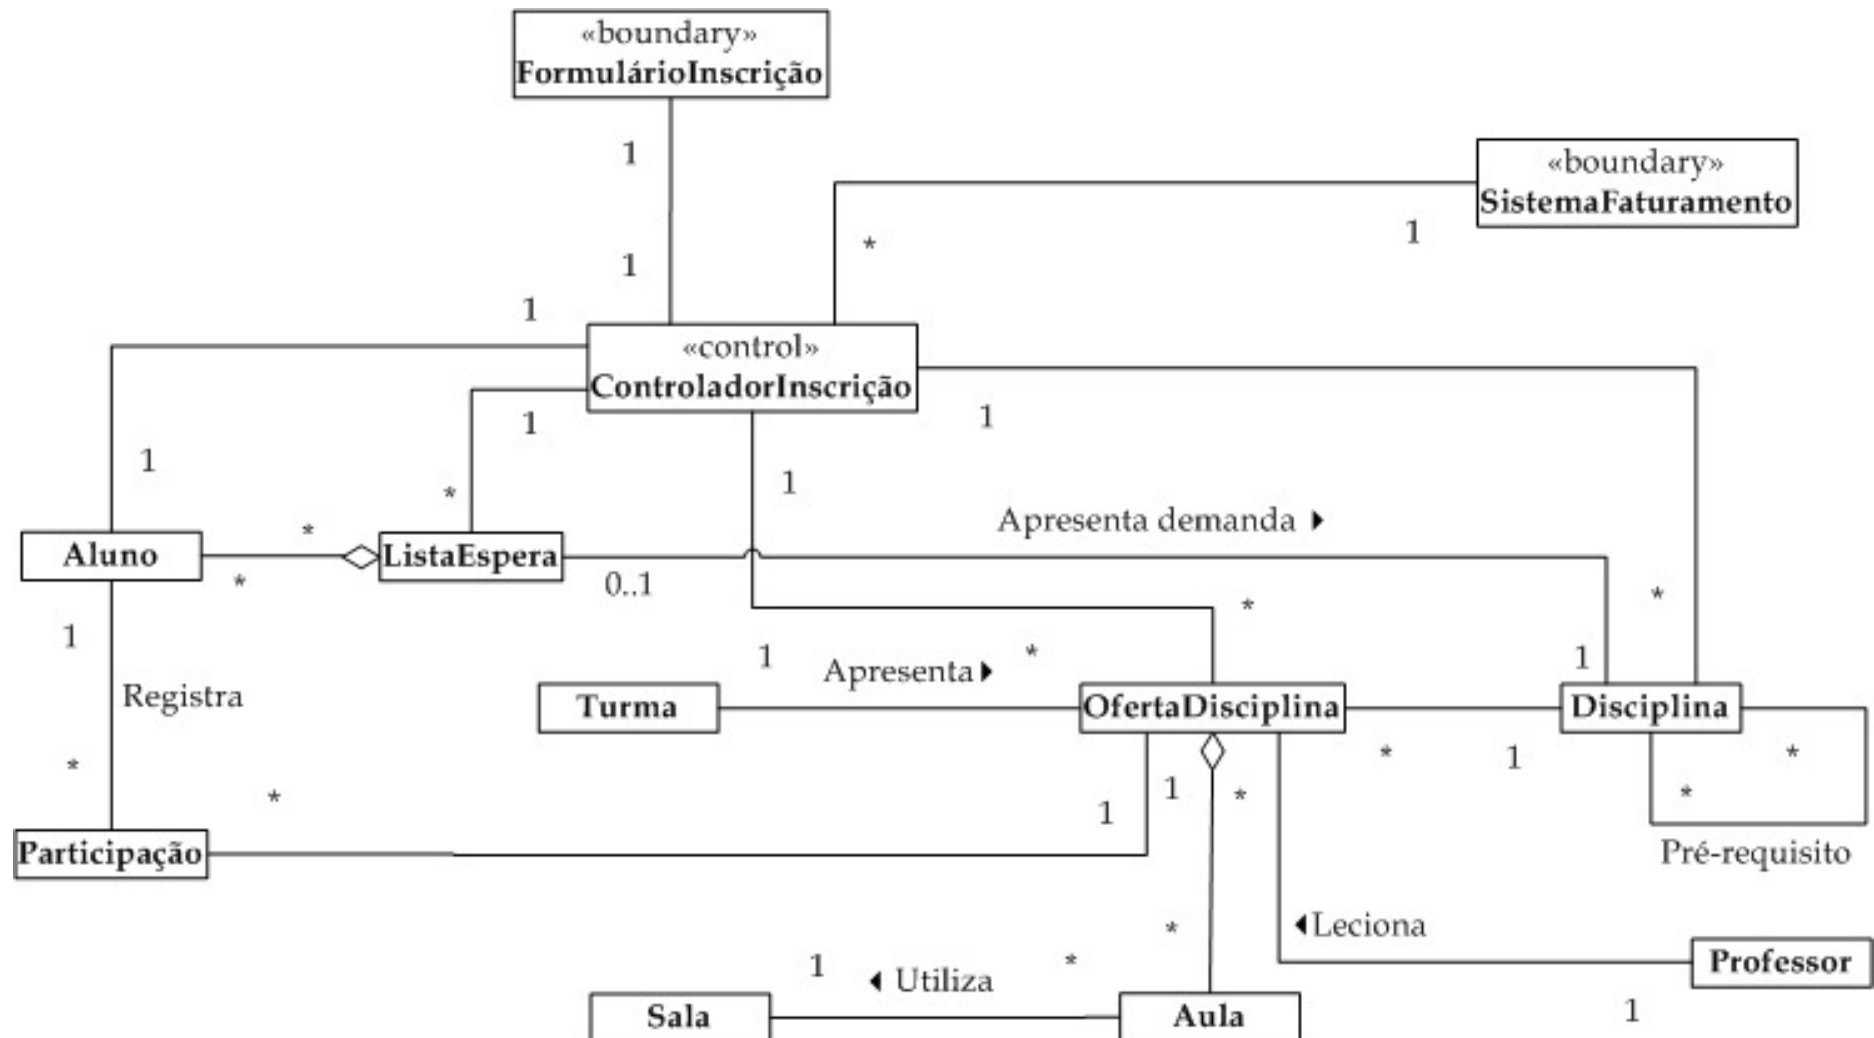 «boundary»
FormulárioInscrição
1
«boundary»
SistemaFaturamento
1
*
1
1
1
«control»
ControladorInscrição
1
1
1
1
*
*
Apresenta demanda
*
Aluno
ListaEspera
*
0..1
*
*
1
1
Apresenta
*
1
Registra
Turma
OfertaDisciplina
Disciplina
*
*
1
*
*
1
*
*
1
Participação
Pré-requisito
*
Leciona
1
Utiliza
*
Professor
Sala
Aula
1